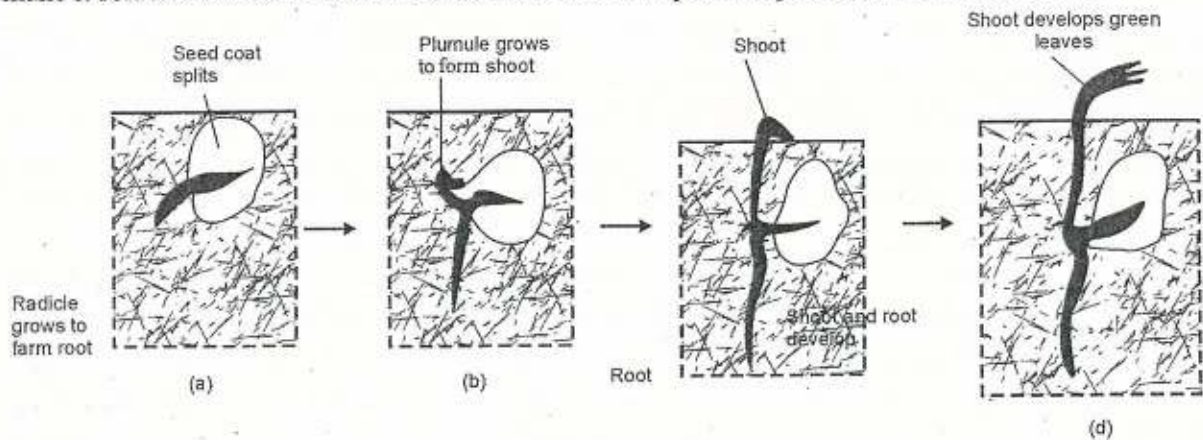 Seed coat
splits
Plumule grows
to form shoot
Shoot
Shoot develops green
leaves
Radicle
grows to
farm root
Shoot and root
develop
Root
(a)
(b)
(d)